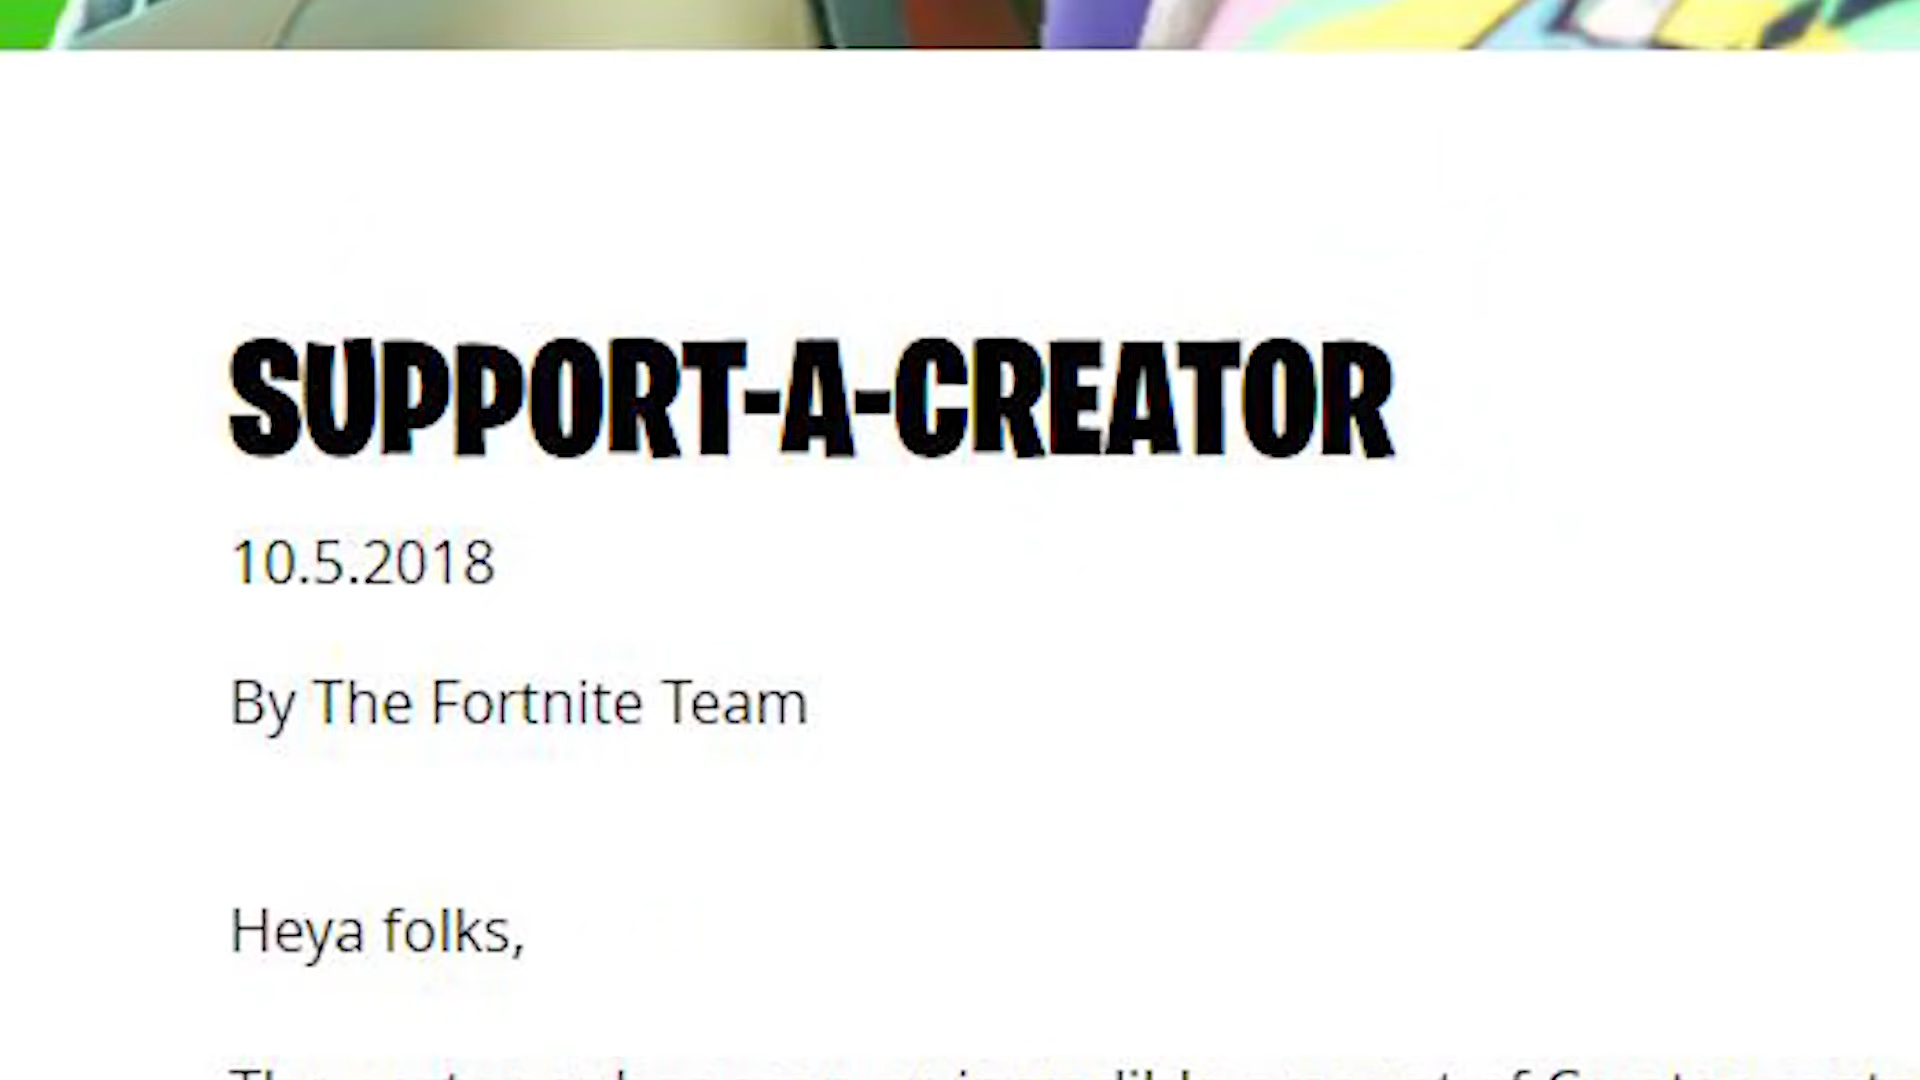 SUPPORT-A-CREATOR
10.5.2018
By The Fortnite Team
Heya folks,